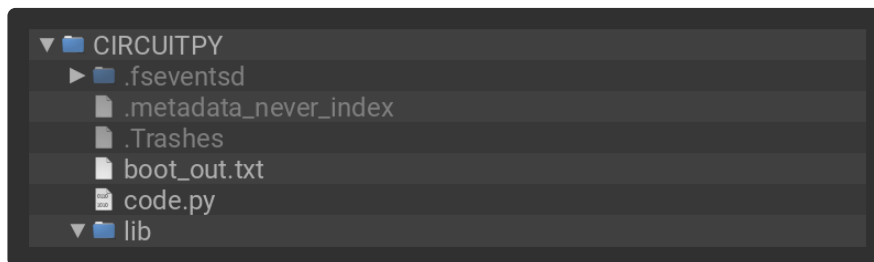 CIRCUITPY
.fseventsd
.metadata_never_index
.Trashes
boot_out.txt
code.py
lib